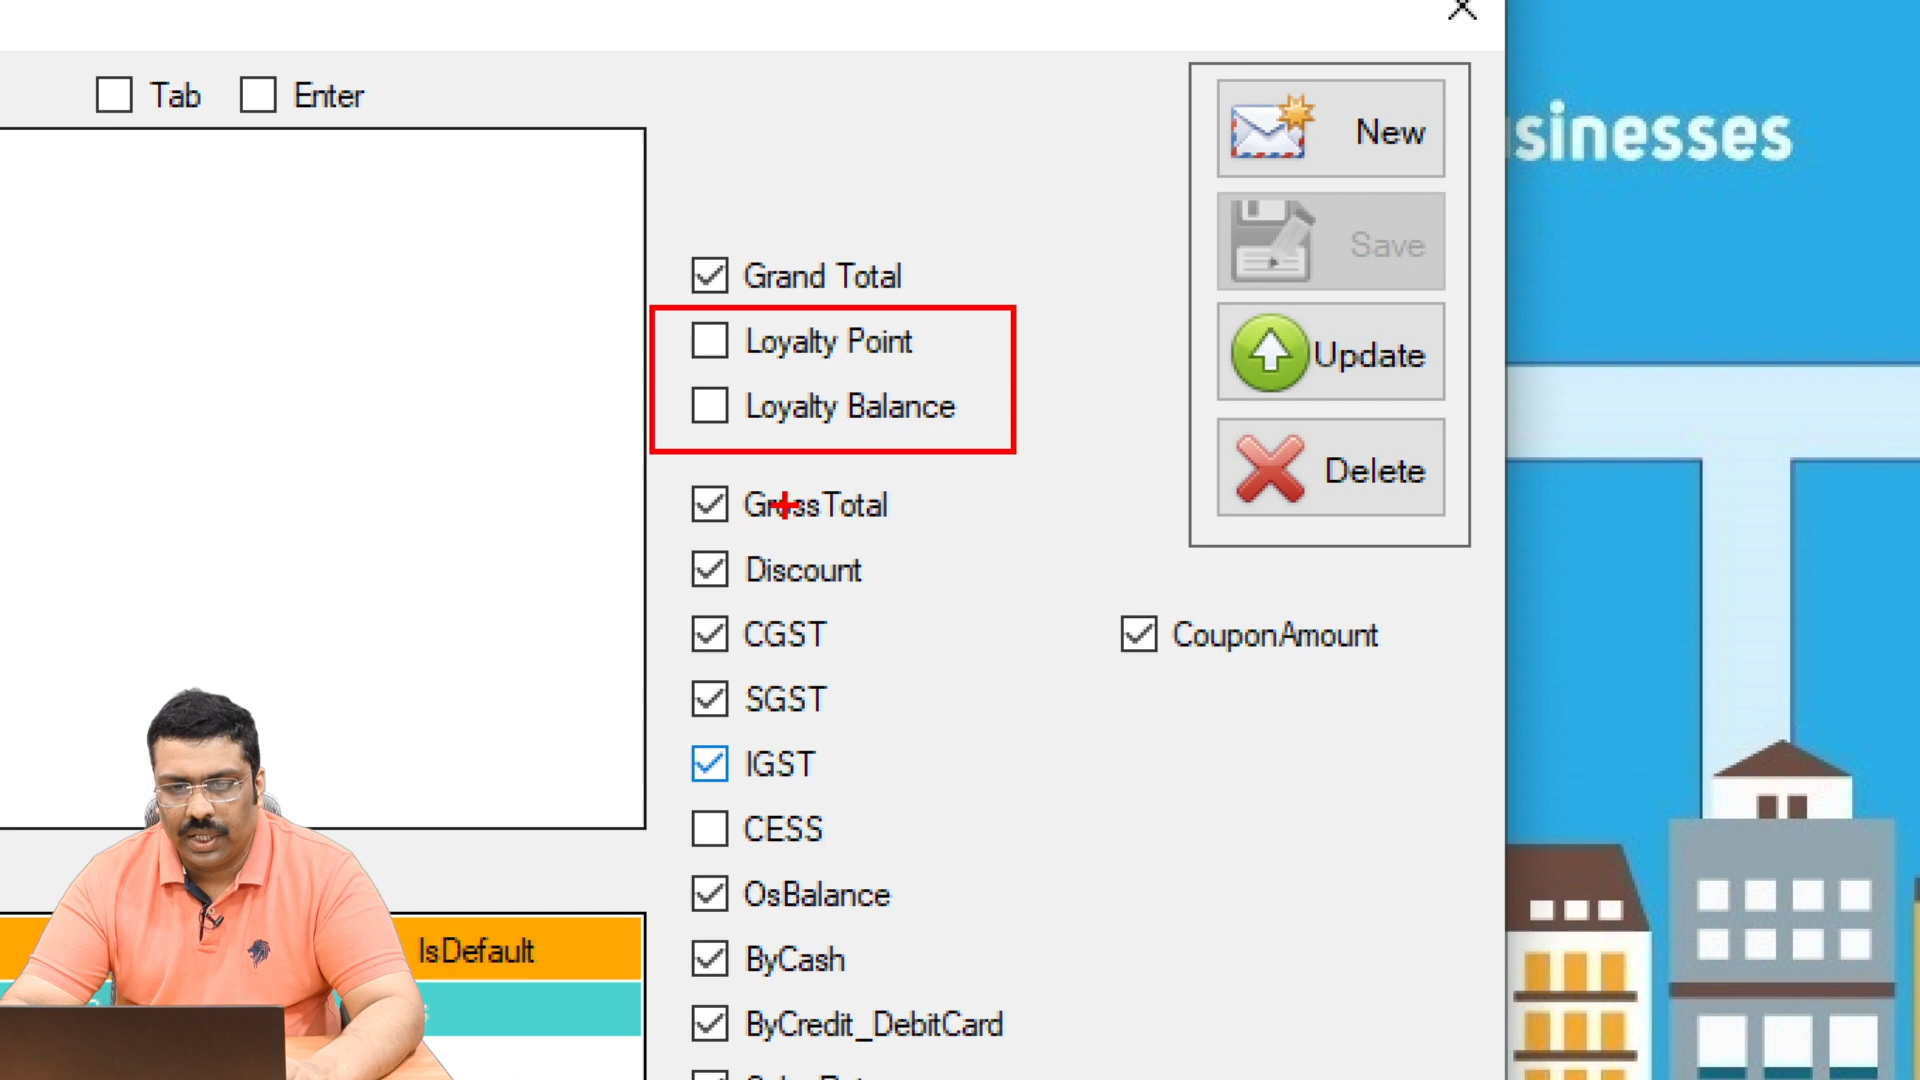 Tab
Enter
New
sinesses
Save
Grand Total
Loyalty Point
Update
Loyalty Balance
Delete
GrossTotal
Discount
CGST
CouponAmount
SGST
IGST
CESS
OsBalance
IsDefault
ByCash
ByCredit_DebitCard